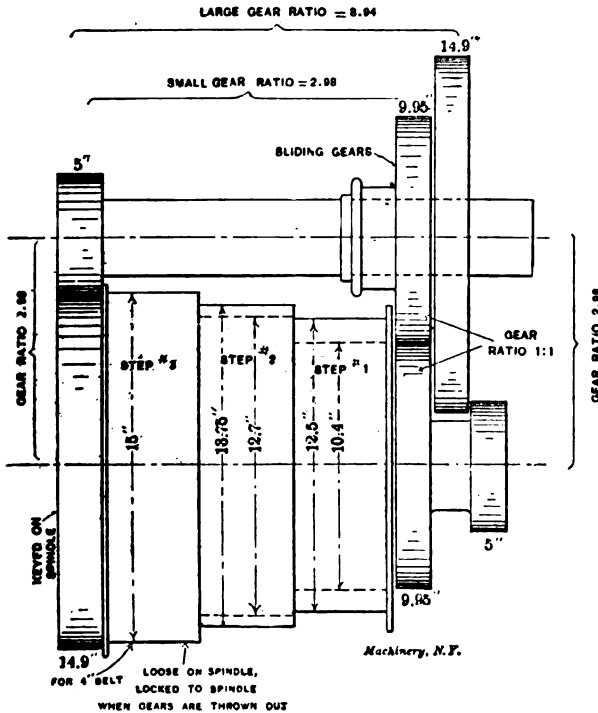 LARGE GEAR RATIO = 8.94
14.9"
SMALL GEAR RATIO = 2.98
9.95"
SLIDING GEARS
5"
GEAR RATIO 2.98
GEAR RATIO 2.98
GEAR
RATIO 1:1
STEP #3
STEP #2
STEP #1
15"
13.75"
12.7"
12.5"
10.4"
KEYED ON
SPINDLE
5"
9.95"
14.9"
Machinery, N.Y.
FOR 4" BELT
LOOSE ON SPINDLE,
LOCKED TO SPINDLE
WHEN GEARS ARE THROWN OUT